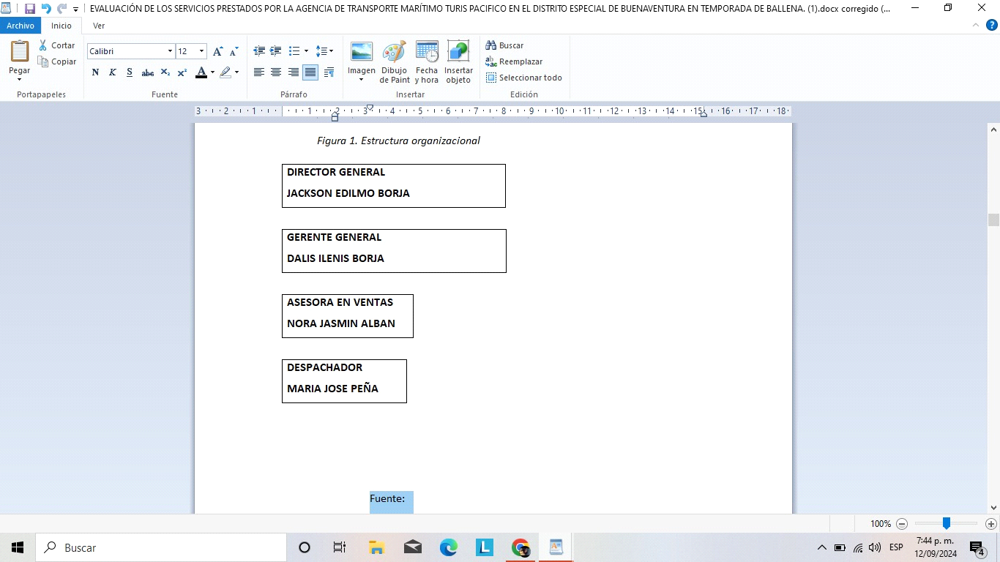 EVALUACIÓN DE LOS SERVICIOS PRESTADOS POR LA AGENCIA DE TRANSPORTE MARÍTIMO TURIS PACIFICO EN EL DISTRITO ESPECIAL DE BUENAVENTURA EN TEMPORADA DE BALLENA. (1).docx corregido (...
Archivo Inicio Ver
Pegar
Cortar
Copiar
Portapapeles
Calibri 12
N K S abc X₂ X² A
Fuente
Párrafo
Imagen
Dibujo
de Paint
Fecha
y hora
Insertar
objeto
Insertar
Buscar
Reemplazar
Seleccionar todo
Edición
3 2 1 1 2 3 4 5 6 7 8 9 10 11 12 13 14 15 16 17 18
Figura 1. Estructura organizacional
DIRECTOR GENERAL
JACKSON EDILMO BORJA
GERENTE GENERAL
DALIS ILENIS BORJA
ASESORA EN VENTAS
NORA JASMIN ALBAN
DESPACHADOR
MARIA JOSE PEÑA
Fuente:
100%
Buscar
L
ESP
7:44 p. m.
12/09/2024
4